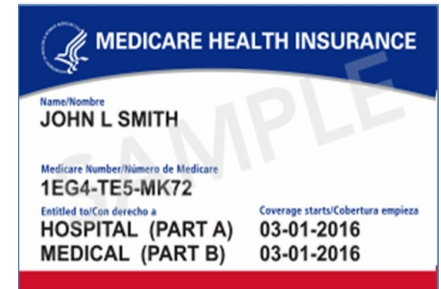 MEDICARE HEALTH INSURANCE
SAMPLE
Name/Nombre
JOHN L SMITH
Medicare Number/Número de Medicare
1EG4-TE5-MK72
Entitled to/Con derecho a Coverage starts/Cobertura empieza
HOSPITAL (PART A) 03-01-2016
MEDICAL (PART B) 03-01-2016